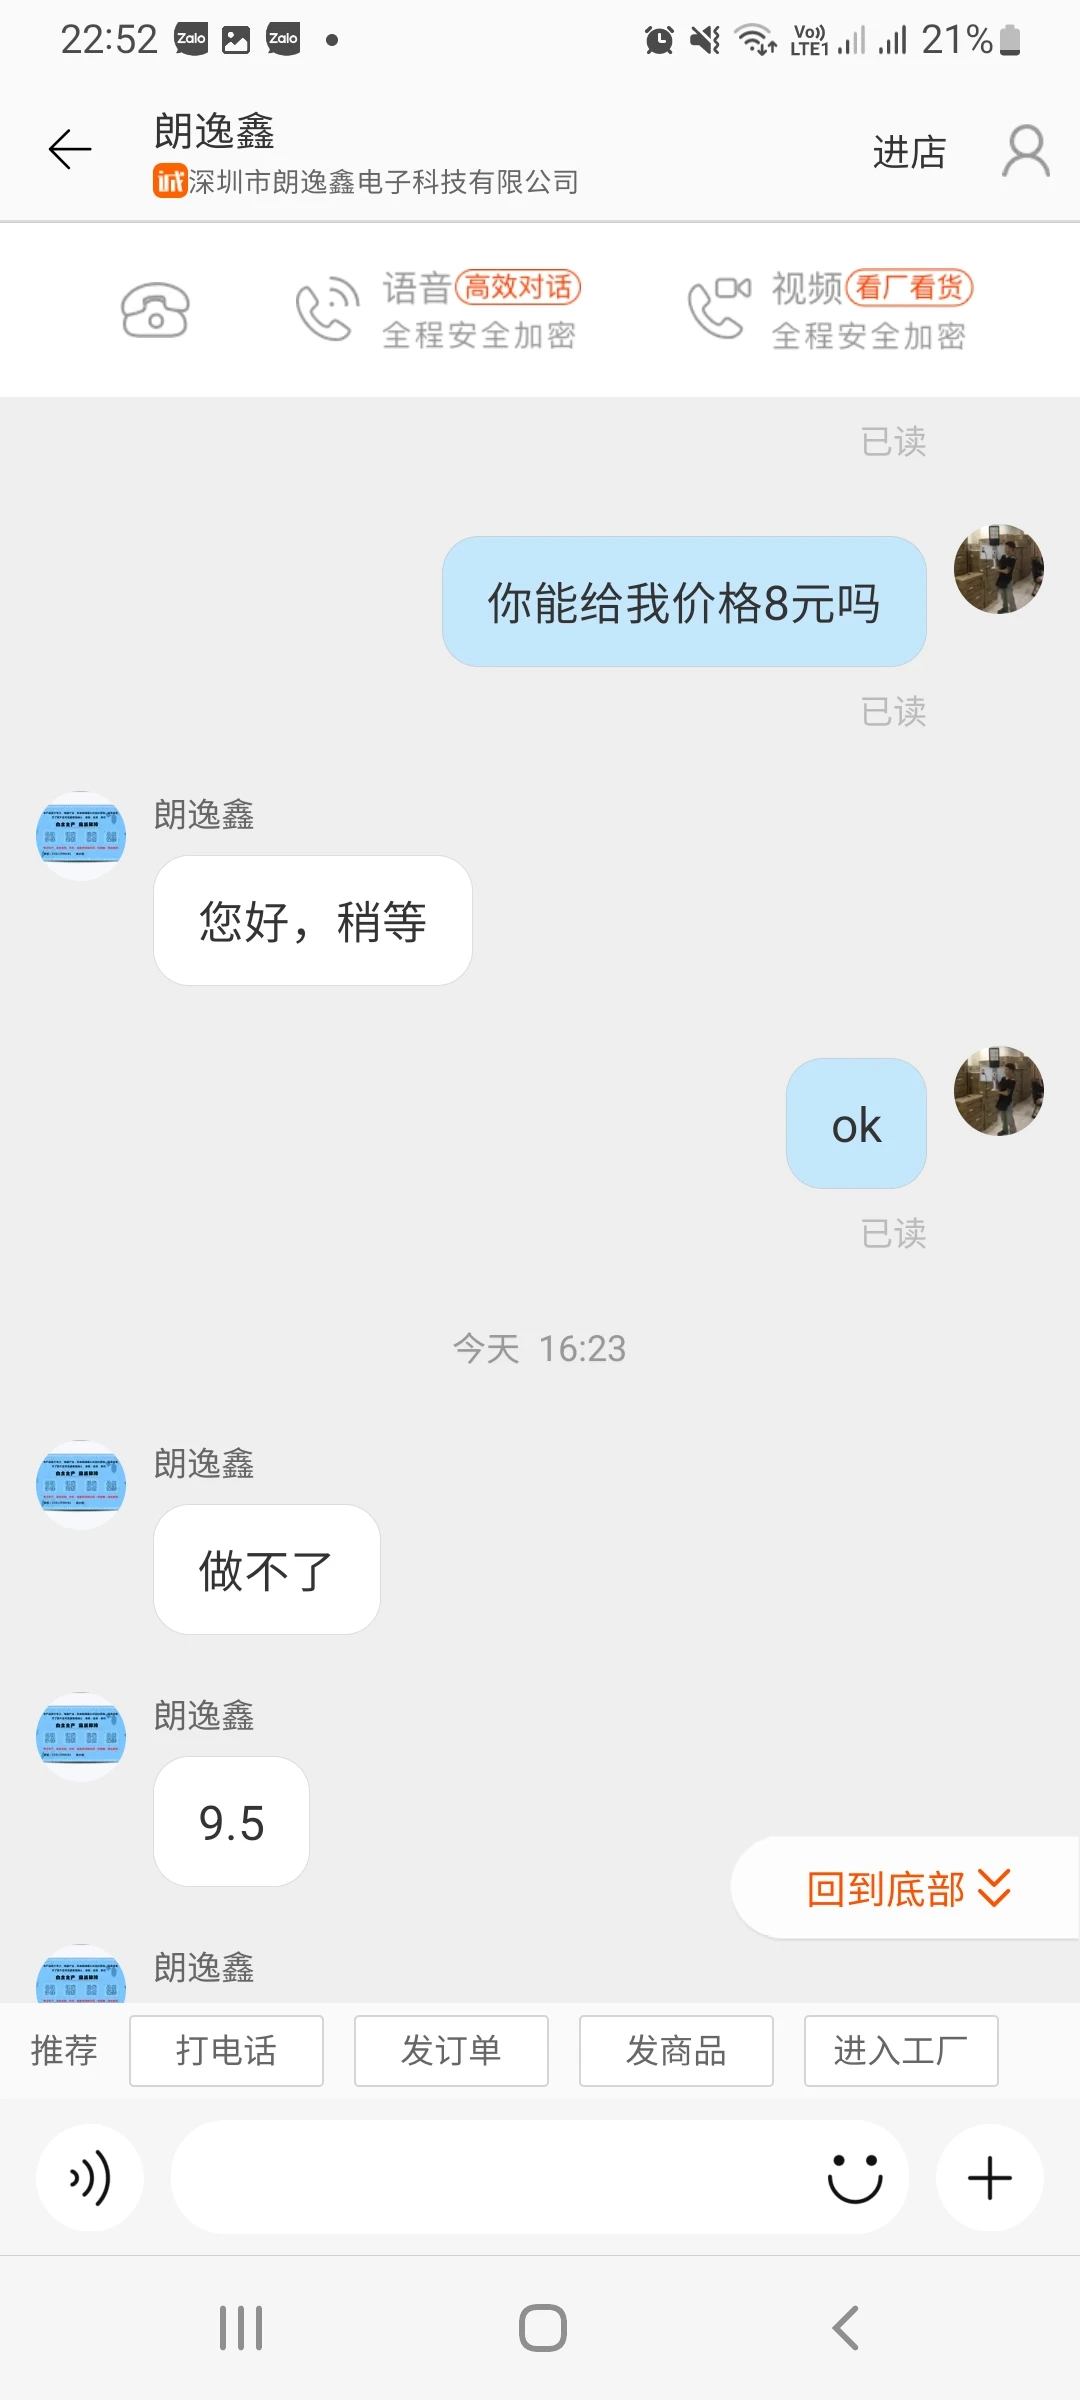 22:52 Zalo Zalo Vo)) LTE1 21%
朗逸鑫
诚 深圳市朗逸鑫电子科技有限公司
进店
语音 高效对话
全程安全加密
视频 看厂看货
全程安全加密
已读
你能给我价格8元吗
已读
朗逸鑫
您好，稍等
ok
已读
今天 16:23
朗逸鑫
做不了
朗逸鑫
9.5
回到底部
朗逸鑫
推荐 打电话 发订单 发商品 进入工厂